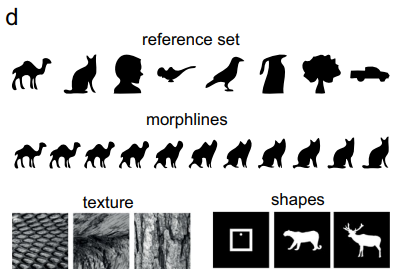 d
reference set
morphlines
texture
shapes